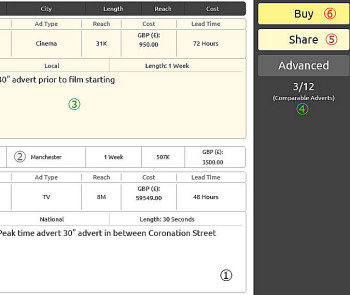 City Length Reach Cost
Ad Type Reach Cost Lead Time
Cinema 31K GBP (£): 950.00 72 Hours
Local Length: 1 Week
30" advert prior to film starting
③
② Manchester 1 Week 507K GBP (£): 3500.00
Ad Type Reach Cost Lead Time
TV 8M GBP (£): 59549.00 48 Hours
National Length: 30 Seconds
Peak time advert 30" advert in between Coronation Street
①
Buy ⑥
Share ⑤
Advanced
3/12
(Comparable Adverts)
④